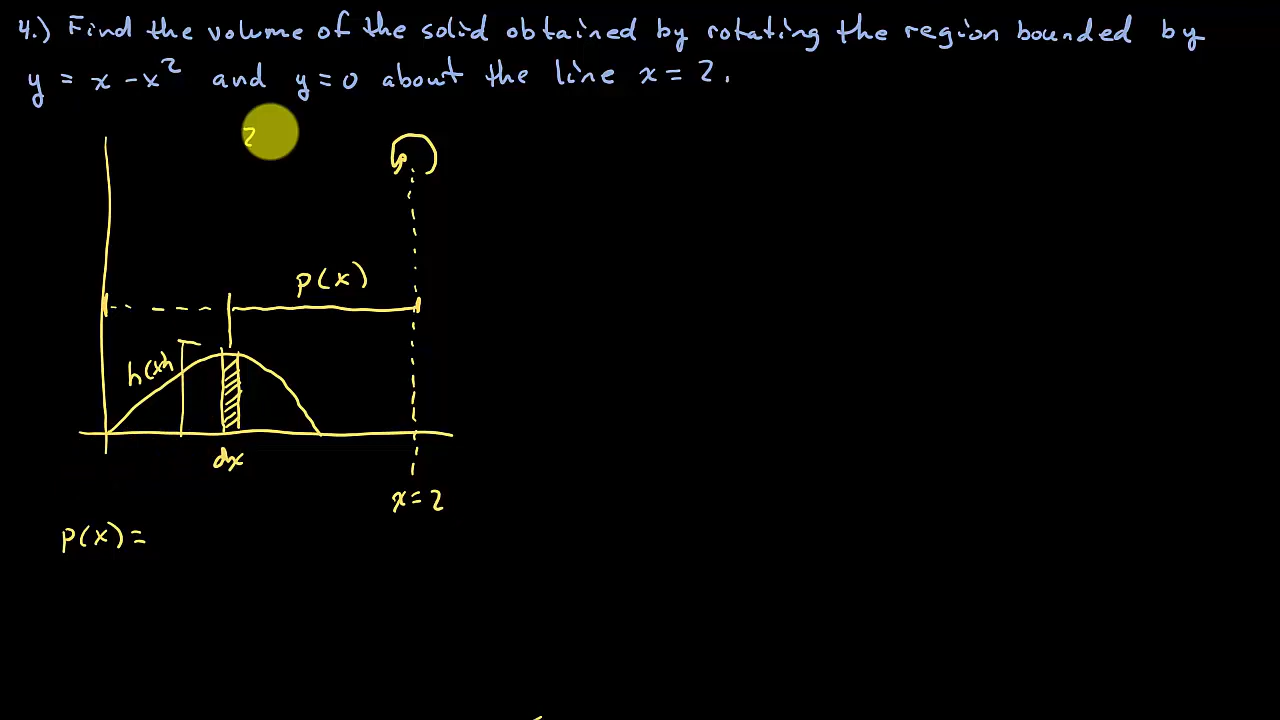 4.) Find the volume of the solid obtained by rotating the region bounded by
y = x - x² and y = 0 about the line x = 2.
2
p(x)
h(x)
dx
x = 2
p(x) =